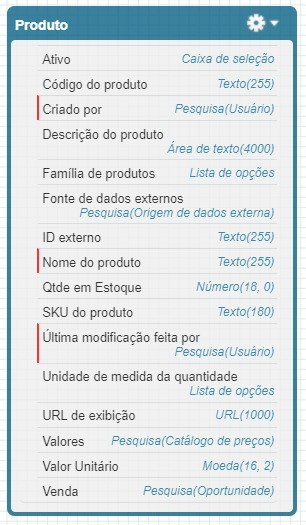 Produto
Ativo Caixa de seleção
Código do produto Texto(255)
Criado por Pesquisa(Usuário)
Descrição do produto
Área de texto(4000)
Família de produtos Lista de opções
Fonte de dados externos
Pesquisa(Origem de dados externa)
ID externo Texto(255)
Nome do produto Texto(255)
Qtde em Estoque Número(18, 0)
SKU do produto Texto(180)
Última modificação feita por
Pesquisa(Usuário)
Unidade de medida da quantidade
Lista de opções
URL de exibição URL(1000)
Valores Pesquisa(Catálogo de preços)
Valor Unitário Moeda(16, 2)
Venda Pesquisa(Oportunidade)